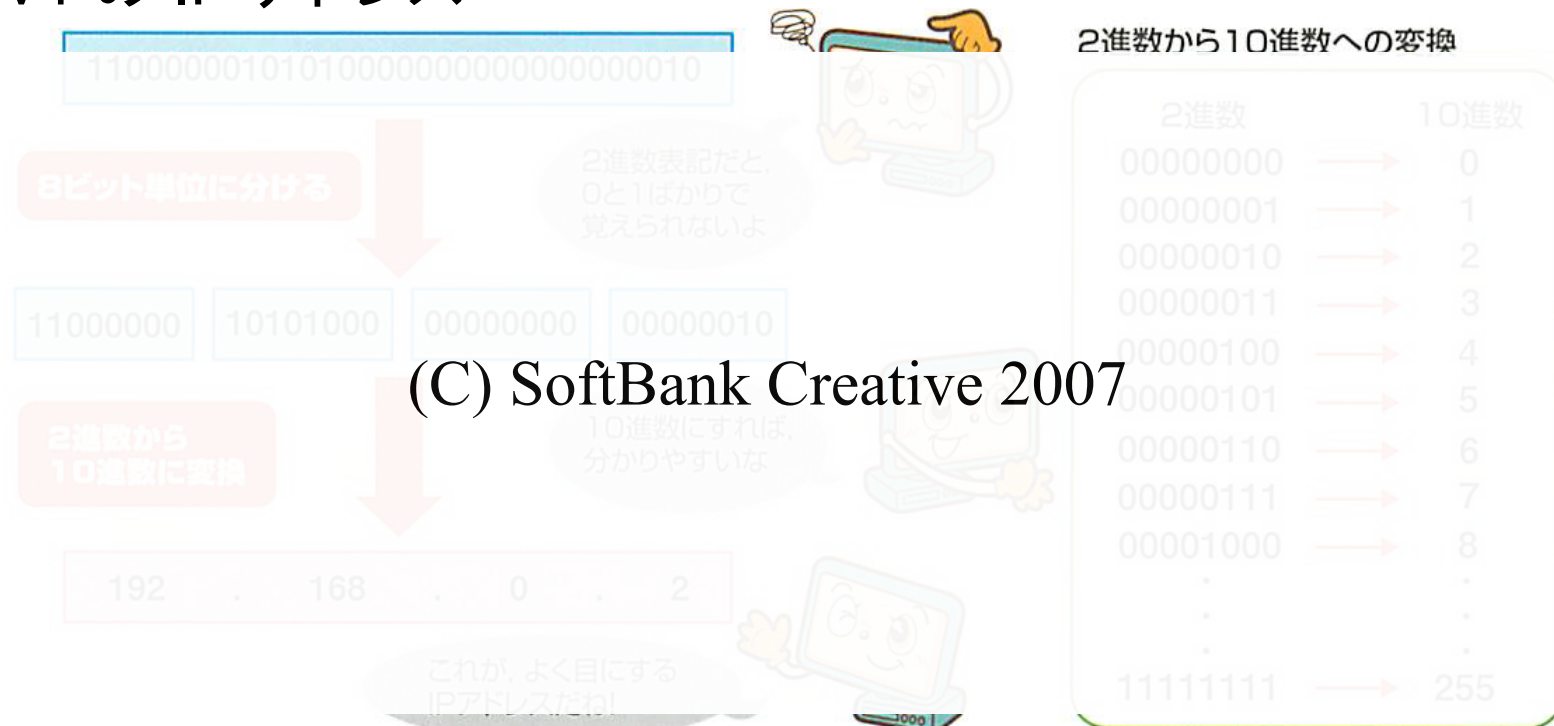 11000000101010000000000000000010
8ビット単位に分ける
2進数表記だと,
0と1ばかりで
覚えられないよ
11000000 10101000 00000000 00000010
2進数から
10進数に変換
10進数にすれば,
分かりやすいな
192 . 168 . 0 . 2
これが, よく目にする
IPアドレスだね!
(C) SoftBank Creative 2007
2進数から10進数への変換
2進数 10進数
00000000 → 0
00000001 → 1
00000010 → 2
00000011 → 3
00000100 → 4
00000101 → 5
00000110 → 6
00000111 → 7
00001000 → 8
. .
. .
. .
11111111 → 255